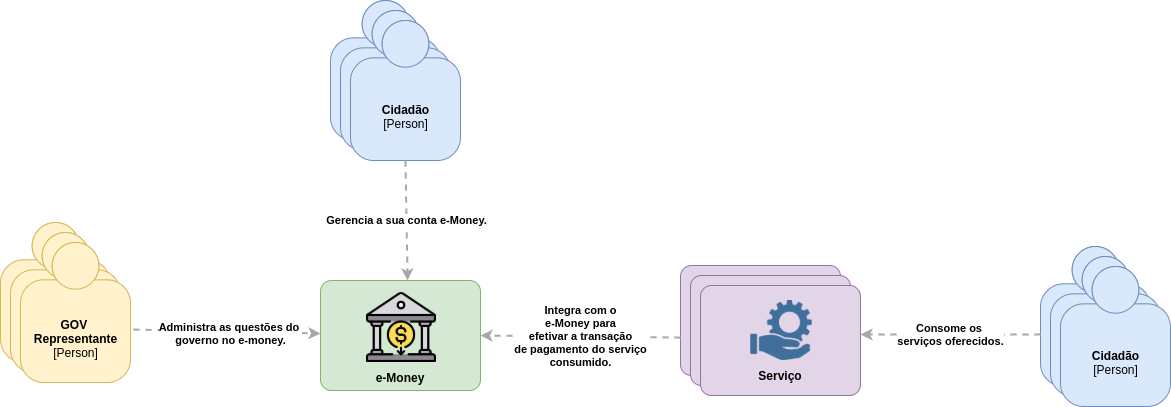 Cidadão
[Person]
Gerencia a sua conta e-Money.
GOV
Representante
[Person]
Administra as questões do
governo no e-money.
e-Money
Integra com o
e-Money para
efetivar a transação
de pagamento do serviço
consumido.
Serviço
Consome os
serviços oferecidos.
Cidadão
[Person]